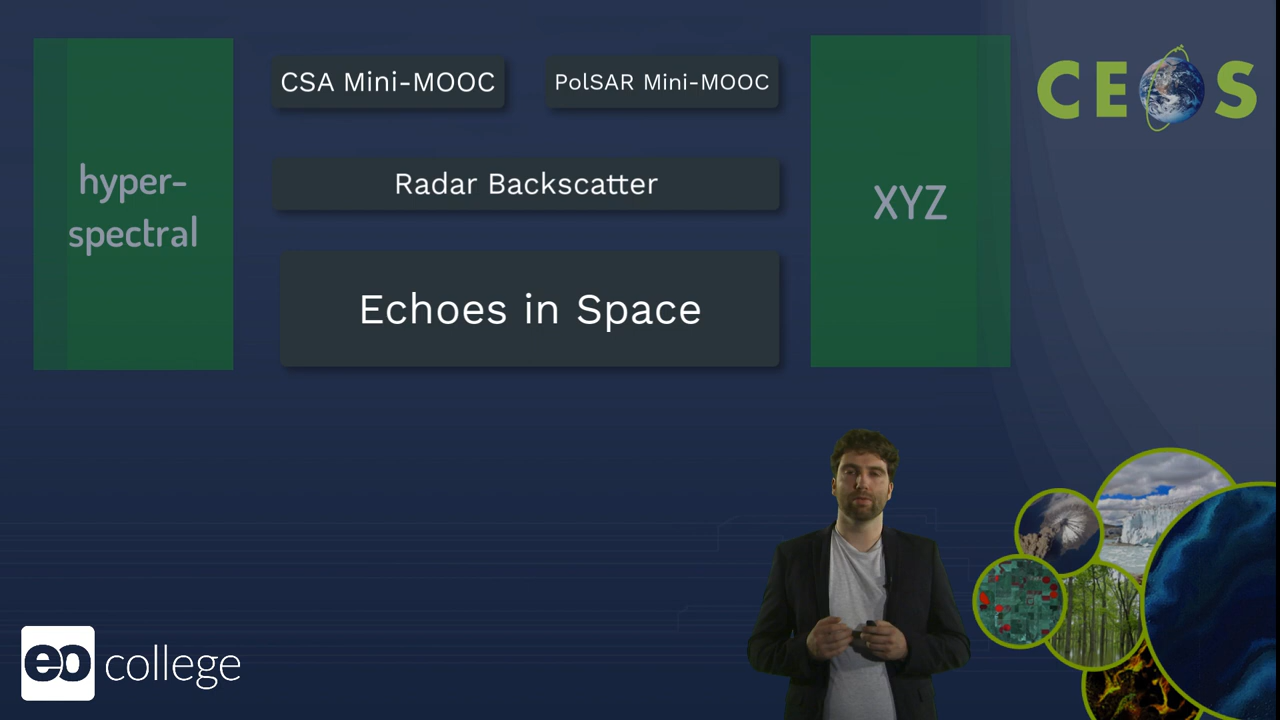 CSA Mini-MOOC
PolSAR Mini-MOOC
CEOS
hyper-
spectral
Radar Backscatter
XYZ
Echoes in Space
eo college